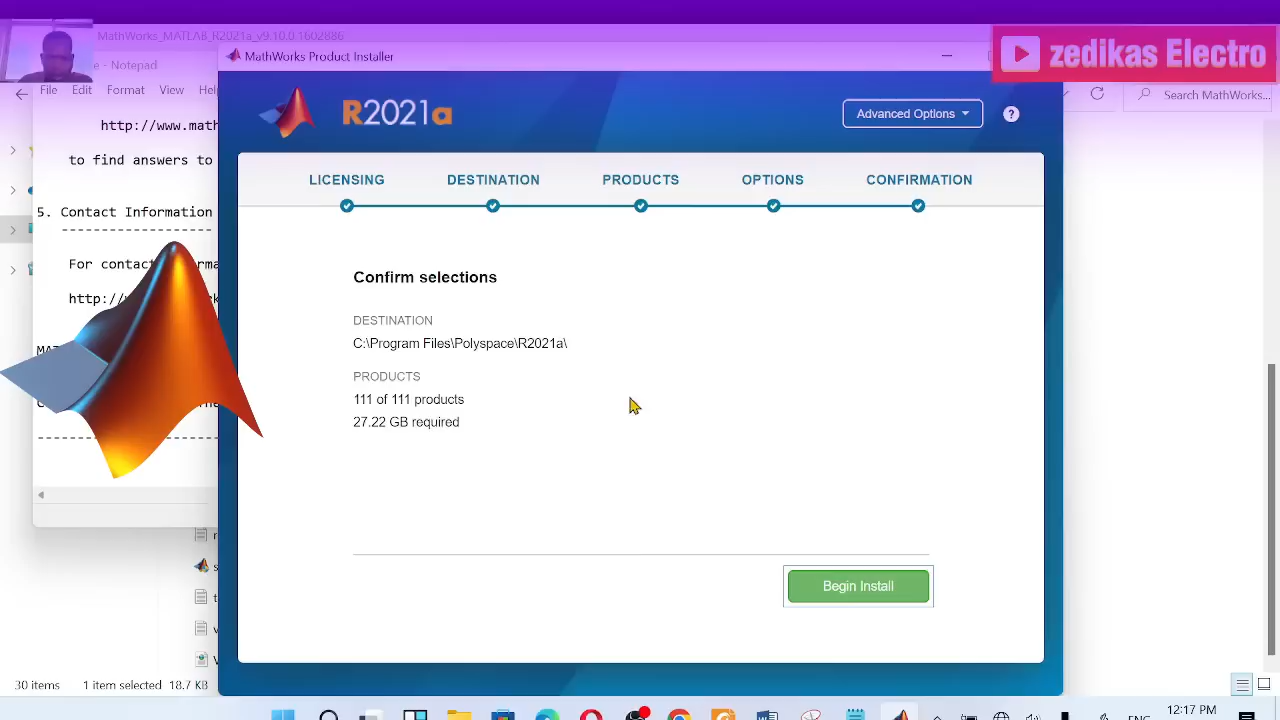 MathWorks_MATLAB_R2021a_v9.10.0.1602886
- Notepad
File Edit Format View Help
http://www.math
to find answers to
5. Contact Information
------------------
For contact
http://
MathWorks Product Installer
zedikas Electro
Search MathWorks...
R2021a
Advanced Options
?
LICENSING DESTINATION PRODUCTS OPTIONS CONFIRMATION
Confirm selections
DESTINATION
C:\Program Files\Polyspace\R2021a\
PRODUCTS
111 of 111 products
27.22 GB required
Begin Install
30 items 1 item selected 18.7 KB
ENG
12:17 PM